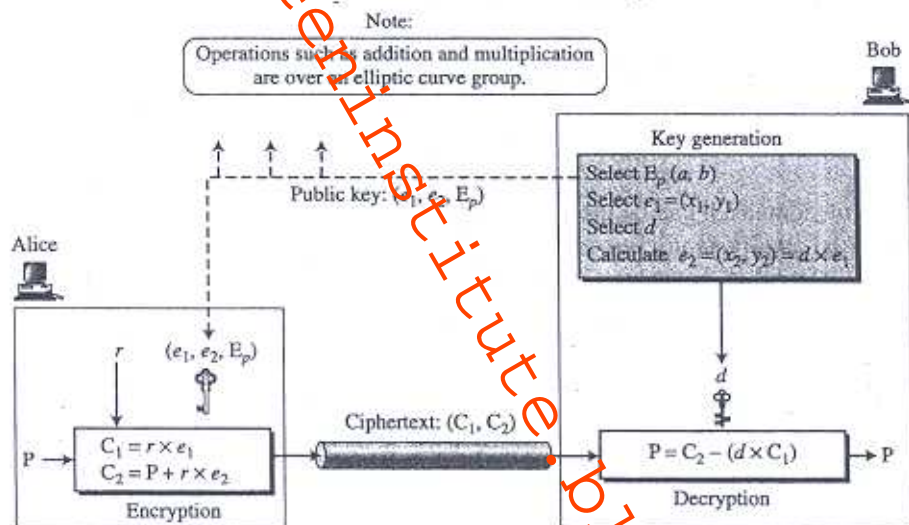 Note:
Operations such as addition and multiplication
are over an elliptic curve group.
Bob
Key generation
Select Eₚ(a, b)
Select e₁=(x₁, y₁)
Select d
Calculate e₂=(x₂, y₂)=d×e₁
Public key: (e₁, e₂, Eₚ)
Alice
r
(e₁, e₂, Eₚ)
d
Ciphertext: (C₁, C₂)
P
C₁ = r × e₁
C₂ = P + r × e₂
P = C₂ − (d × C₁)
P
Encryption
Decryption
eninstitute.bl